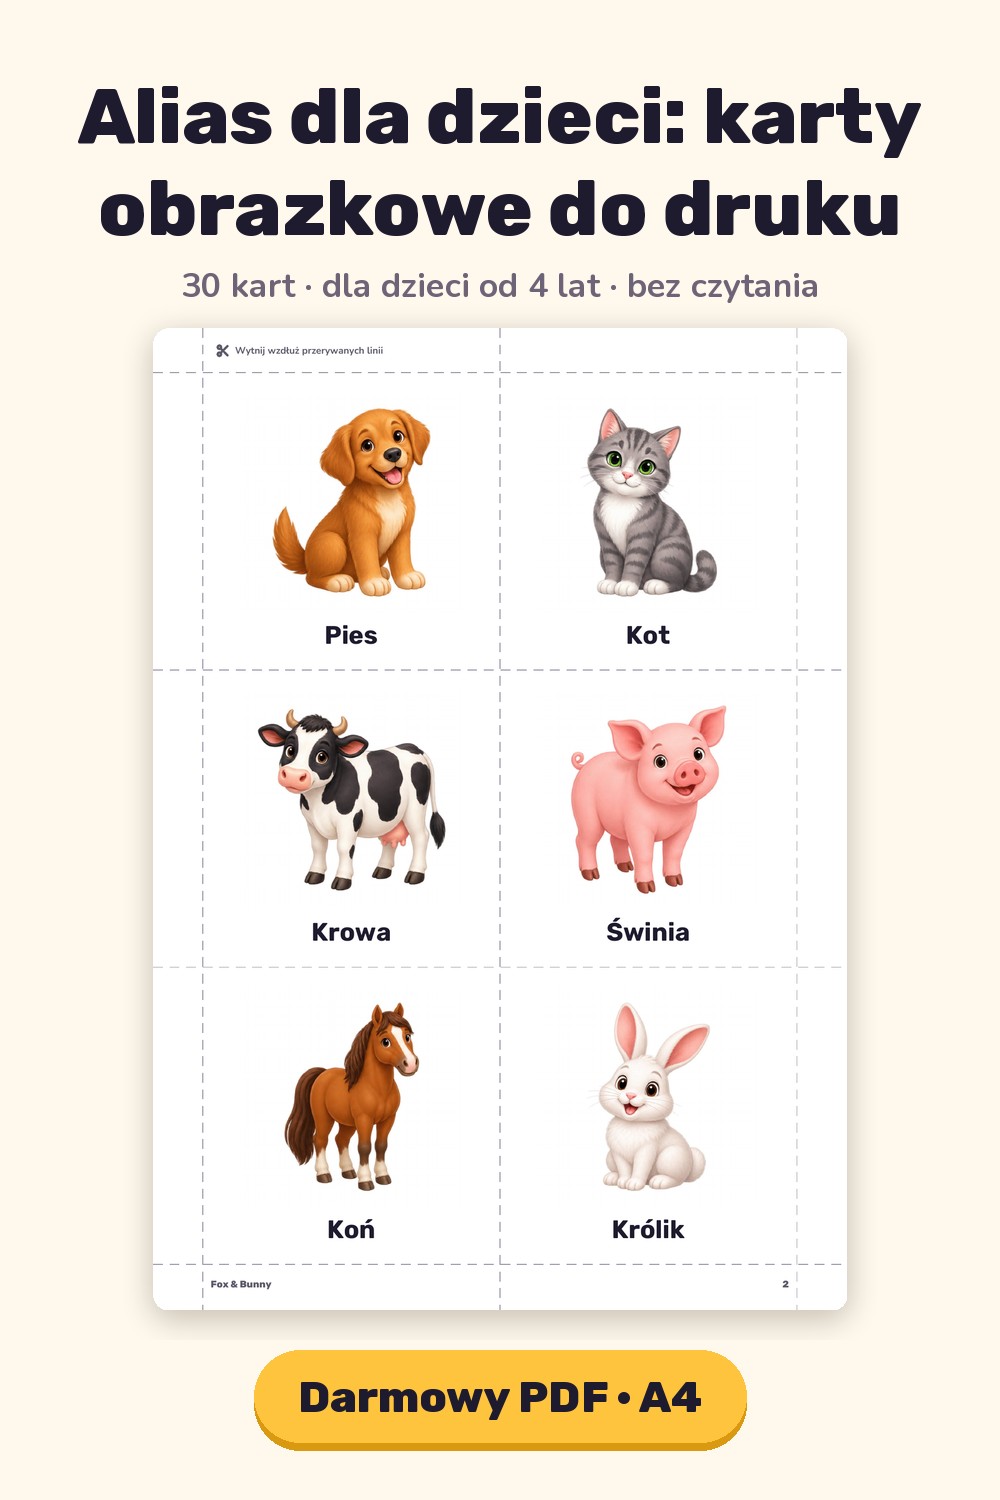 Alias dla dzieci: karty
obrazkowe do druku
30 kart · dla dzieci od 4 lat · bez czytania
Wytnij wzdłuż przerywanych linii
Pies
Kot
Krowa
Świnia
Koń
Królik
Fox & Bunny
2
Darmowy PDF • A4